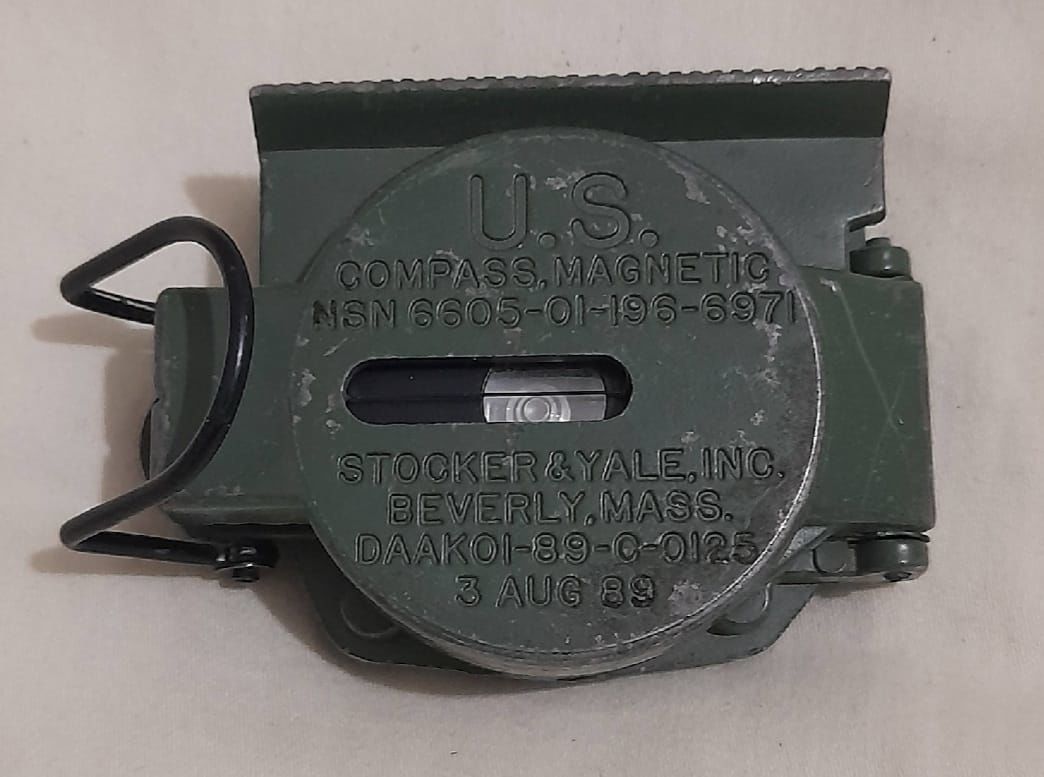 U.S.
COMPASS, MAGNETIC
NSN 6605-01-196-6971
STOCKER & YALE, INC.
BEVERLY, MASS.
DAAK01-89-C-0125
3 AUG 89